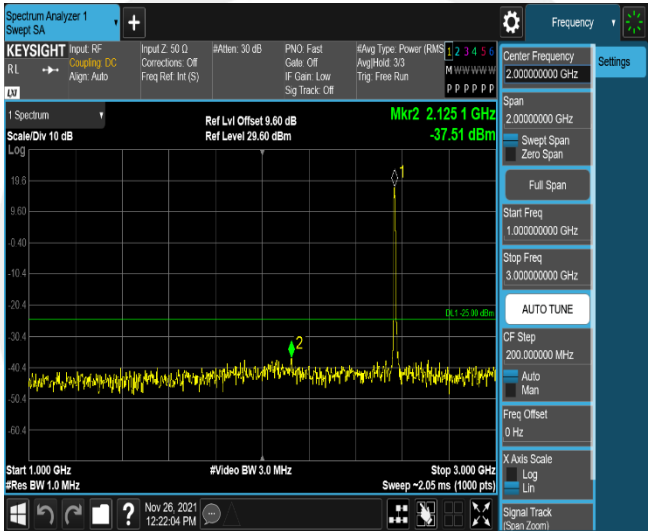 Spectrum Analyzer 1
Swept SA
Frequency
KEYSIGHT Input: RF Input Z: 50 Ω #Atten: 30 dB PNO: Fast #Avg Type: Power (RMS 1 2 3 4 5 6
RL Coupling: DC Corrections: Off Gate: Off Avg|Hold: 3/3 M W W W W W
Align: Auto Freq Ref: Int (S) IF Gain: Low Trig: Free Run
LXI Sig Track: Off P P P P P P
1 Spectrum
Ref Lvl Offset 9.60 dB Mkr2 2.125 1 GHz
Scale/Div 10 dB Ref Level 29.60 dBm -37.51 dBm
Log
1
19.6
9.60
-0.40
-10.4
-20.4
DL1 -25.00 dBm
-30.4
2
-40.4
-50.4
-60.4
Start 1.000 GHz #Video BW 3.0 MHz Stop 3.000 GHz
#Res BW 1.0 MHz Sweep ~2.05 ms (1000 pts)
? Nov 26, 2021
12:22:04 PM
Center Frequency
2.000000000 GHz
Settings
Span
2.00000000 GHz
Swept Span
Zero Span
Full Span
Start Freq
1.000000000 GHz
Stop Freq
3.000000000 GHz
AUTO TUNE
CF Step
200.000000 MHz
Auto
Man
Freq Offset
0 Hz
X Axis Scale
Log
Lin
Signal Track
(Span Zoom)